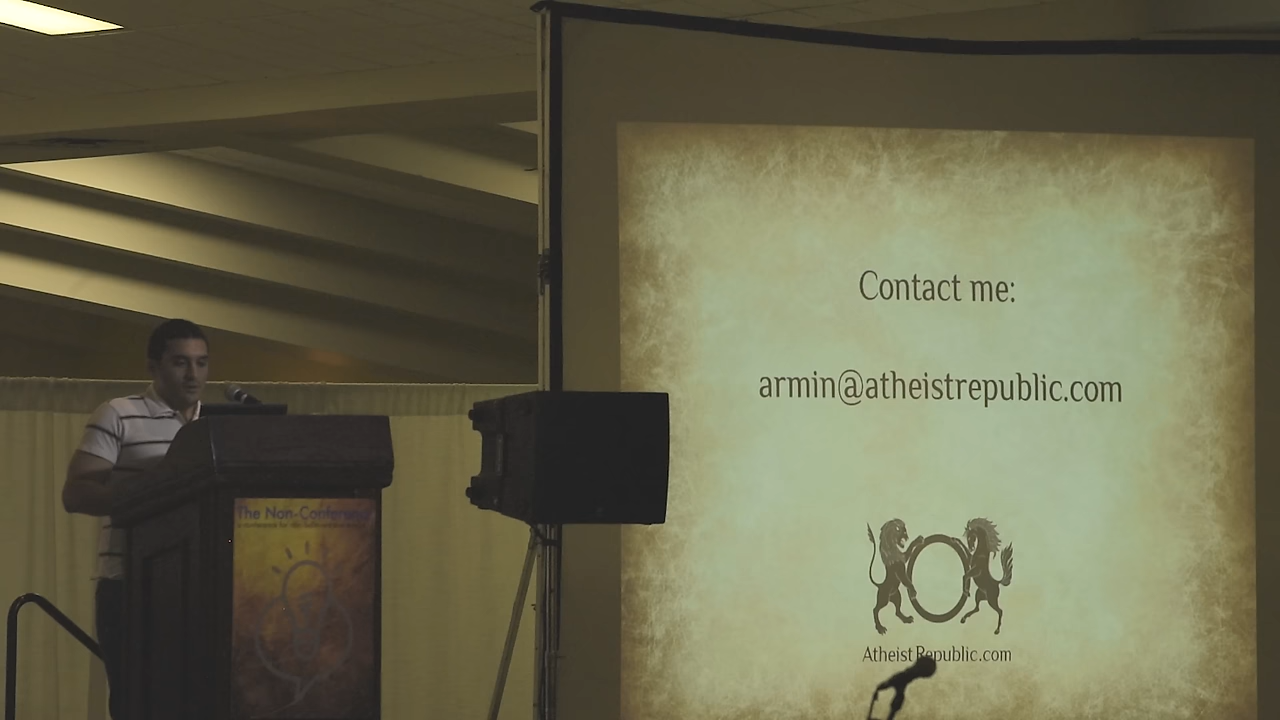 Contact me:
armin@atheistrepublic.com
AtheistRepublic.com
The Non-Conference